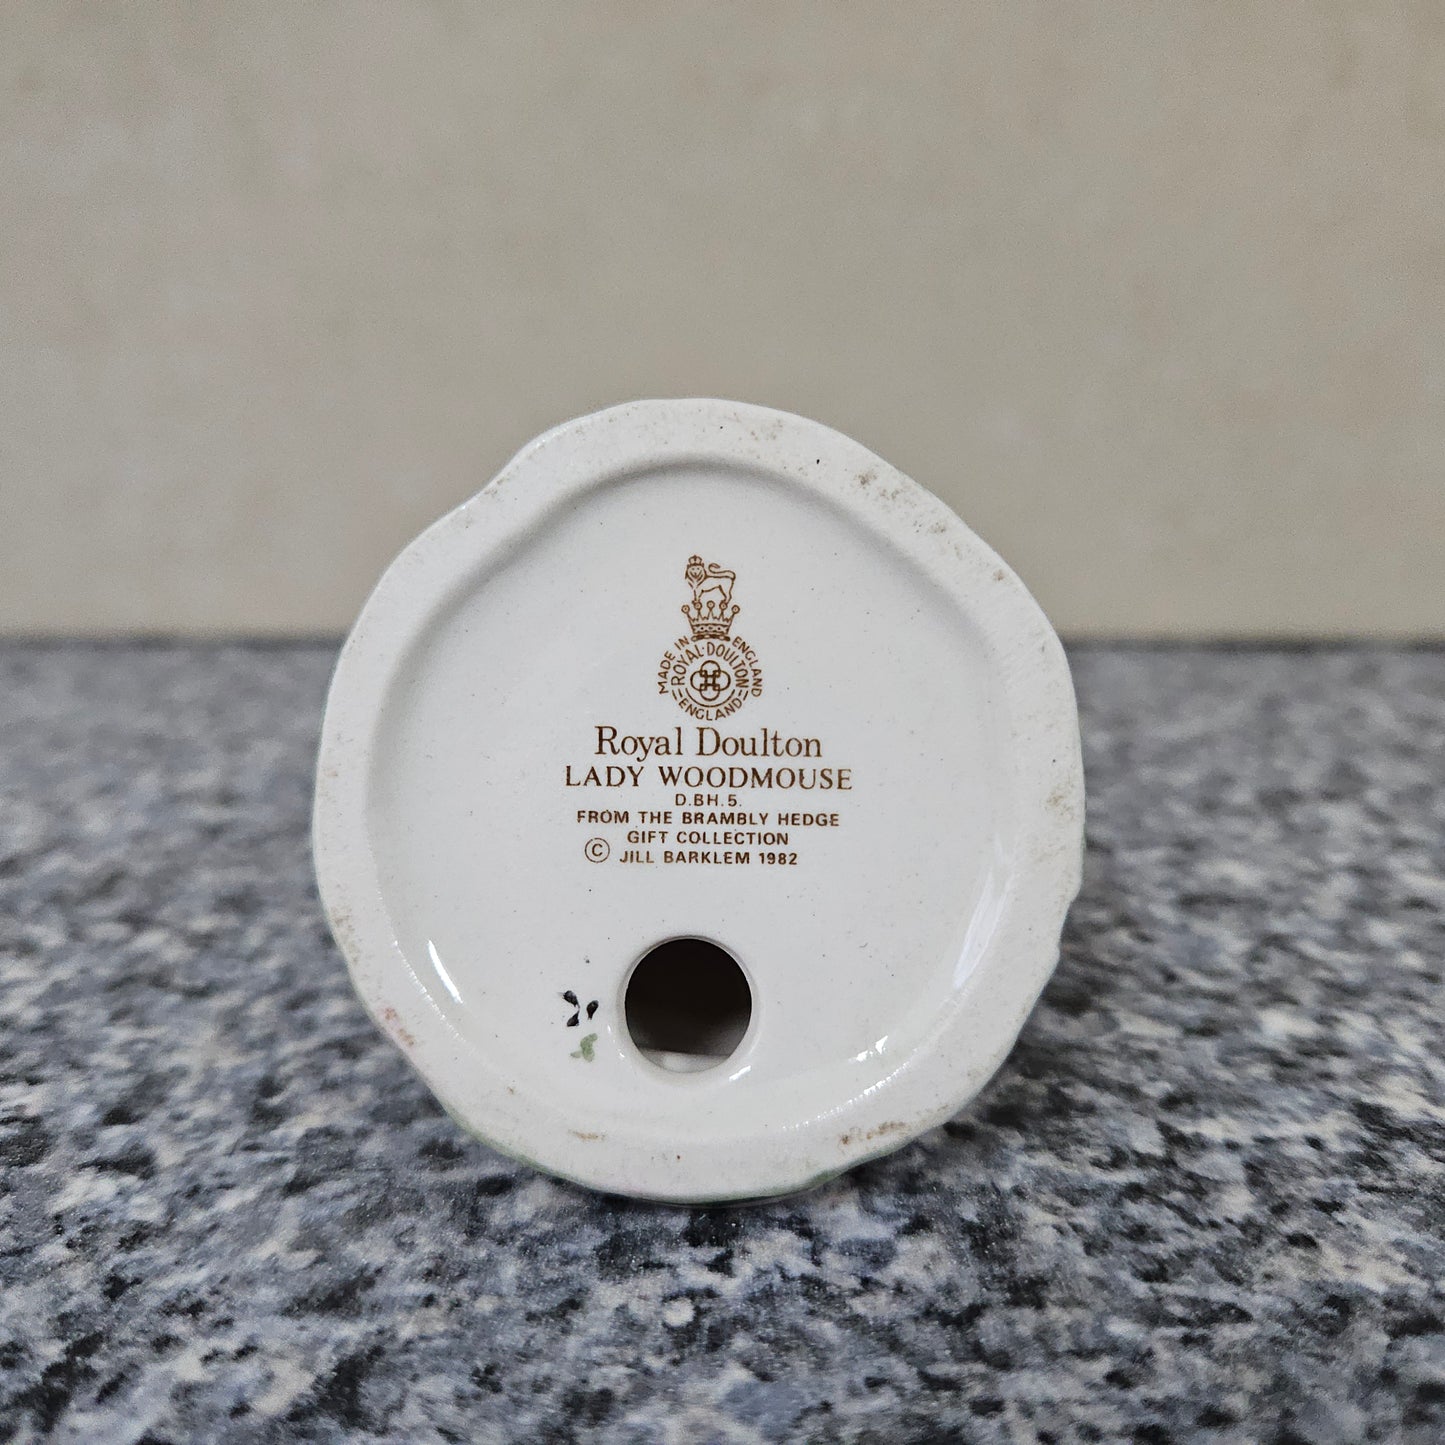 MADE IN ENGLAND
ROYAL·DOULTON
ENGLAND
Royal Doulton
LADY WOODMOUSE
D.BH.5.
FROM THE BRAMBLY HEDGE
GIFT COLLECTION
© JILL BARKLEM 1982